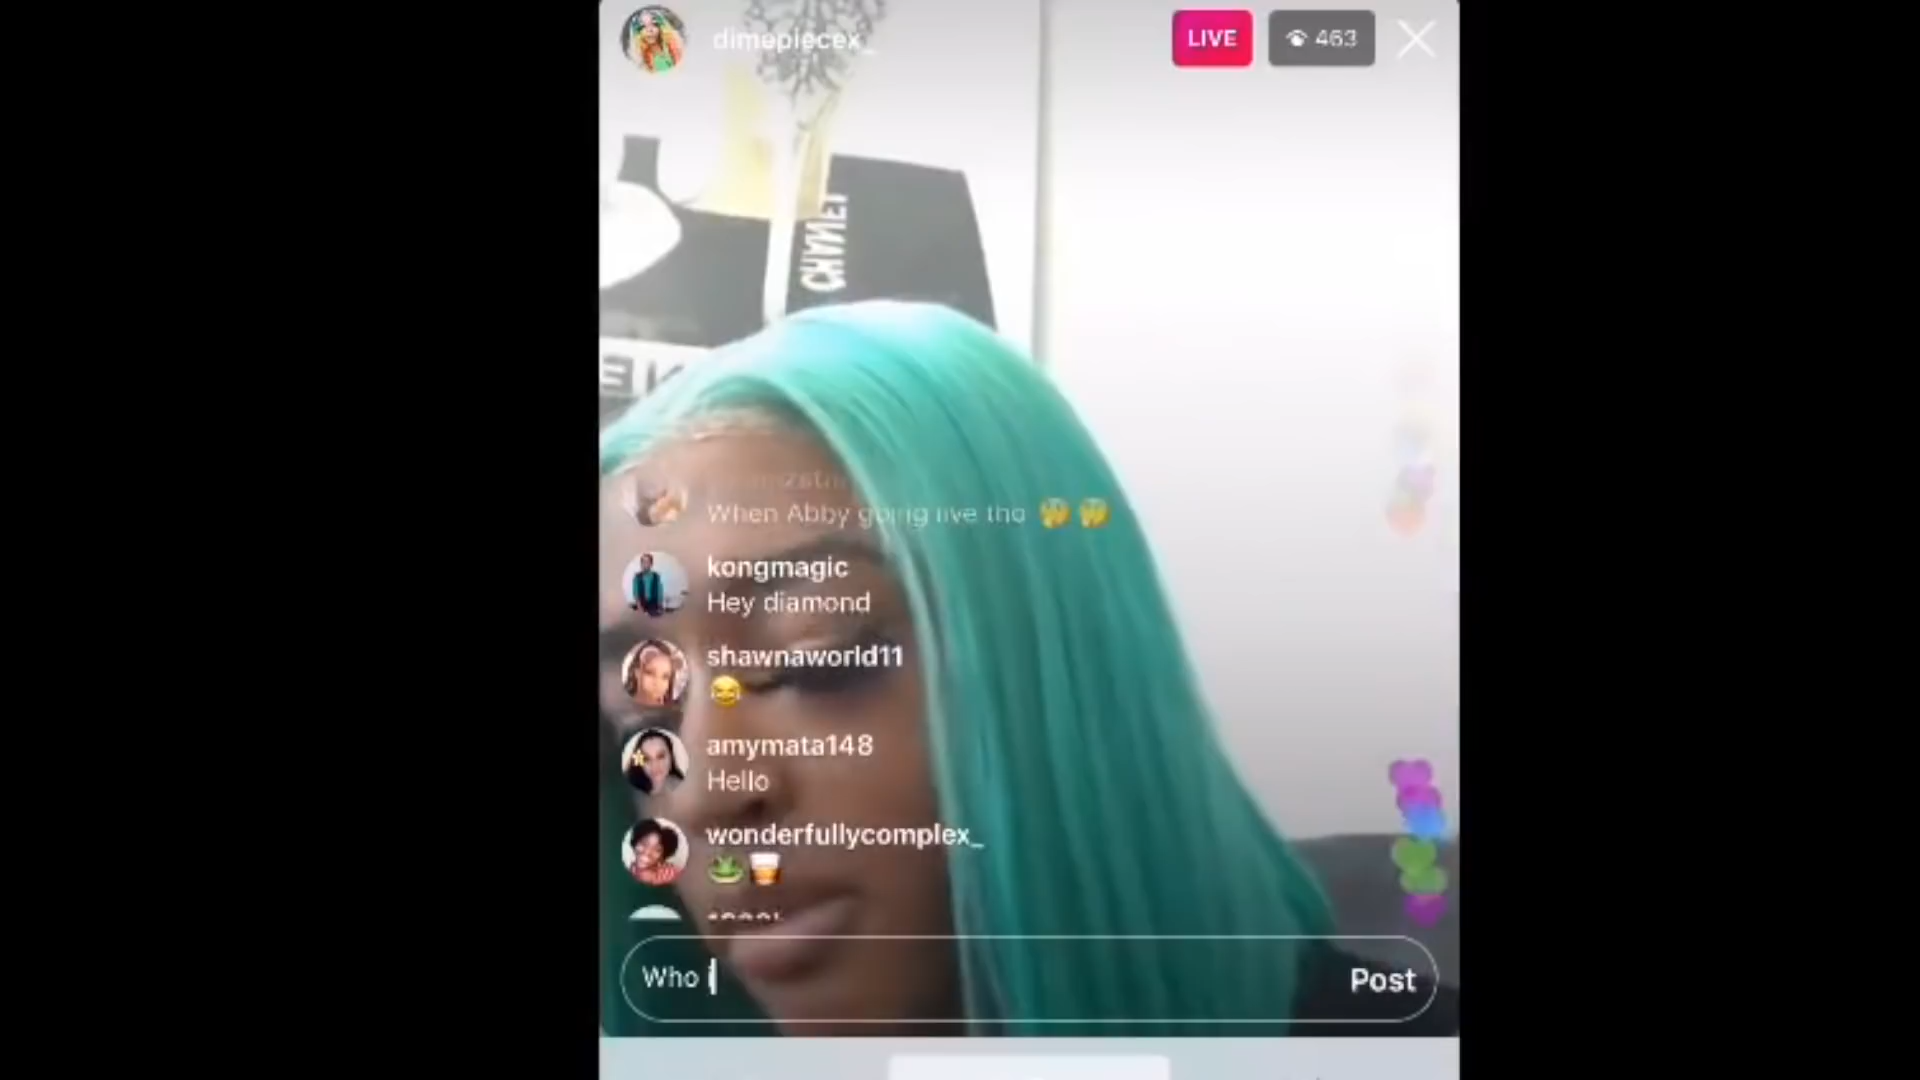 dimepiecex_
LIVE
463
CHANEL
When Abby going live tho 🤔🤔
kongmagic
Hey diamond
shawnaworld11
😂
amymata148
Hello
wonderfullycomplex_
🥗🥃
Who i
Post